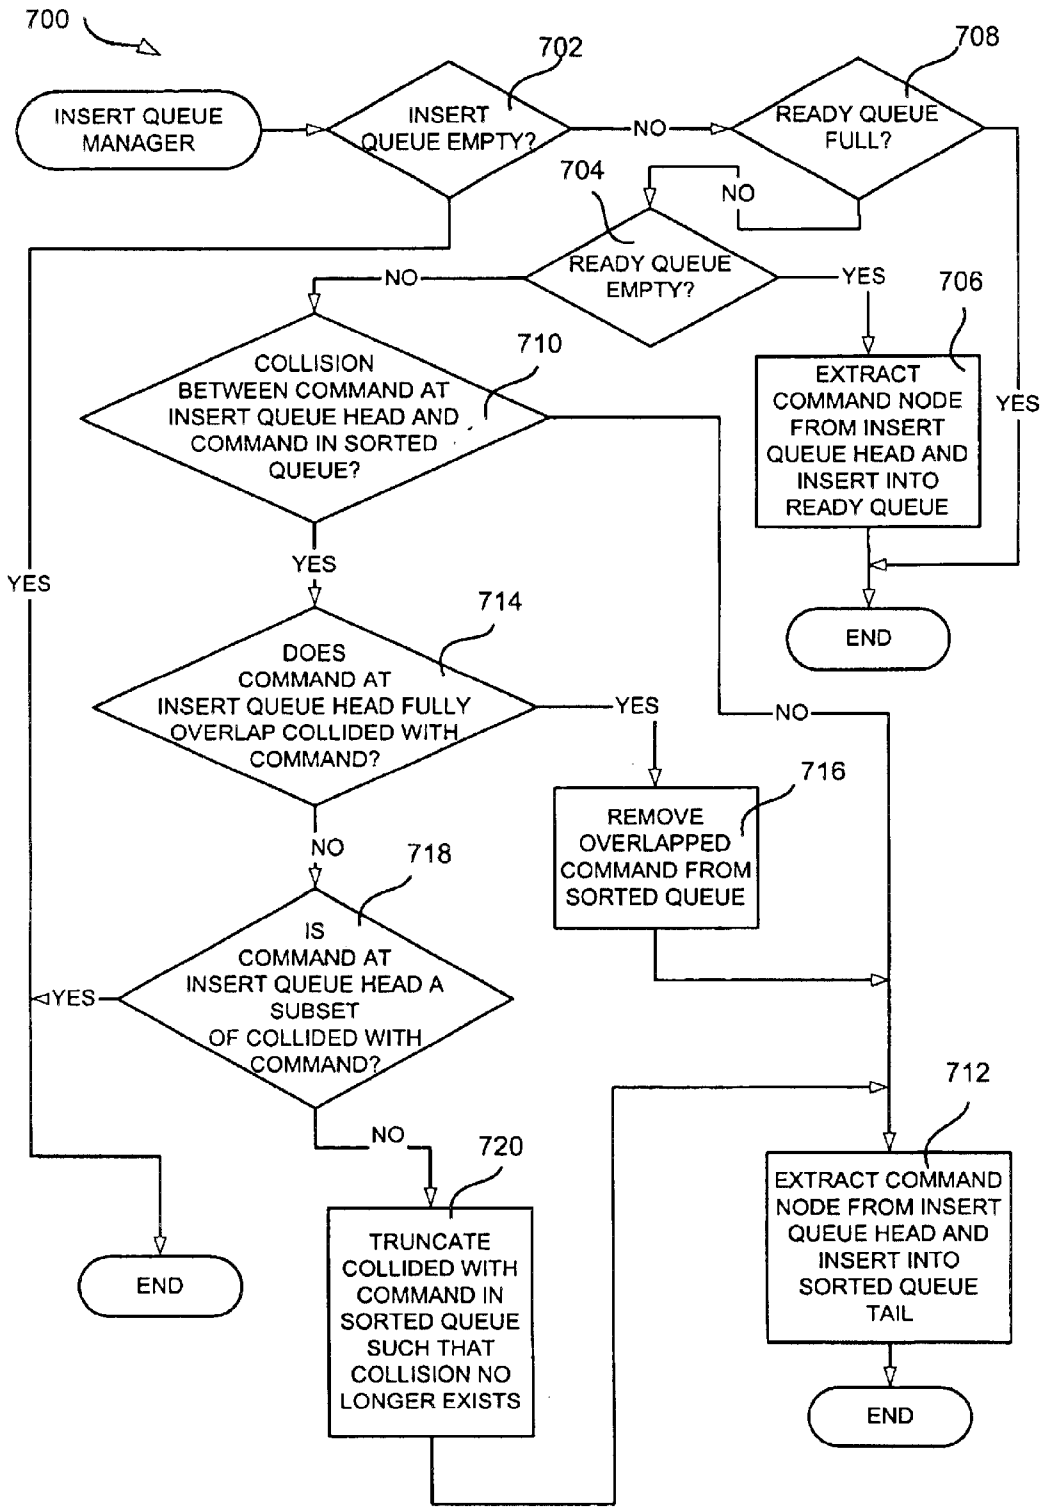 700
INSERT QUEUE
MANAGER
702
INSERT
QUEUE EMPTY?
NO
708
READY QUEUE
FULL?
704
NO
READY QUEUE
EMPTY?
NO
YES
706
EXTRACT
COMMAND NODE
FROM INSERT
QUEUE HEAD AND
INSERT INTO
READY QUEUE
YES
710
COLLISION
BETWEEN COMMAND AT
INSERT QUEUE HEAD AND
COMMAND IN SORTED
QUEUE?
YES
YES
END
714
DOES
COMMAND AT
INSERT QUEUE HEAD FULLY
OVERLAP COLLIDED WITH
COMMAND?
YES
NO
716
REMOVE
OVERLAPPED
COMMAND FROM
SORTED QUEUE
NO
718
IS
COMMAND AT
INSERT QUEUE HEAD A
SUBSET
OF COLLIDED WITH
COMMAND?
YES
NO
720
TRUNCATE
COLLIDED WITH
COMMAND IN
SORTED QUEUE
SUCH THAT
COLLISION NO
LONGER EXISTS
END
712
EXTRACT COMMAND
NODE FROM INSERT
QUEUE HEAD AND
INSERT INTO
SORTED QUEUE
TAIL
END